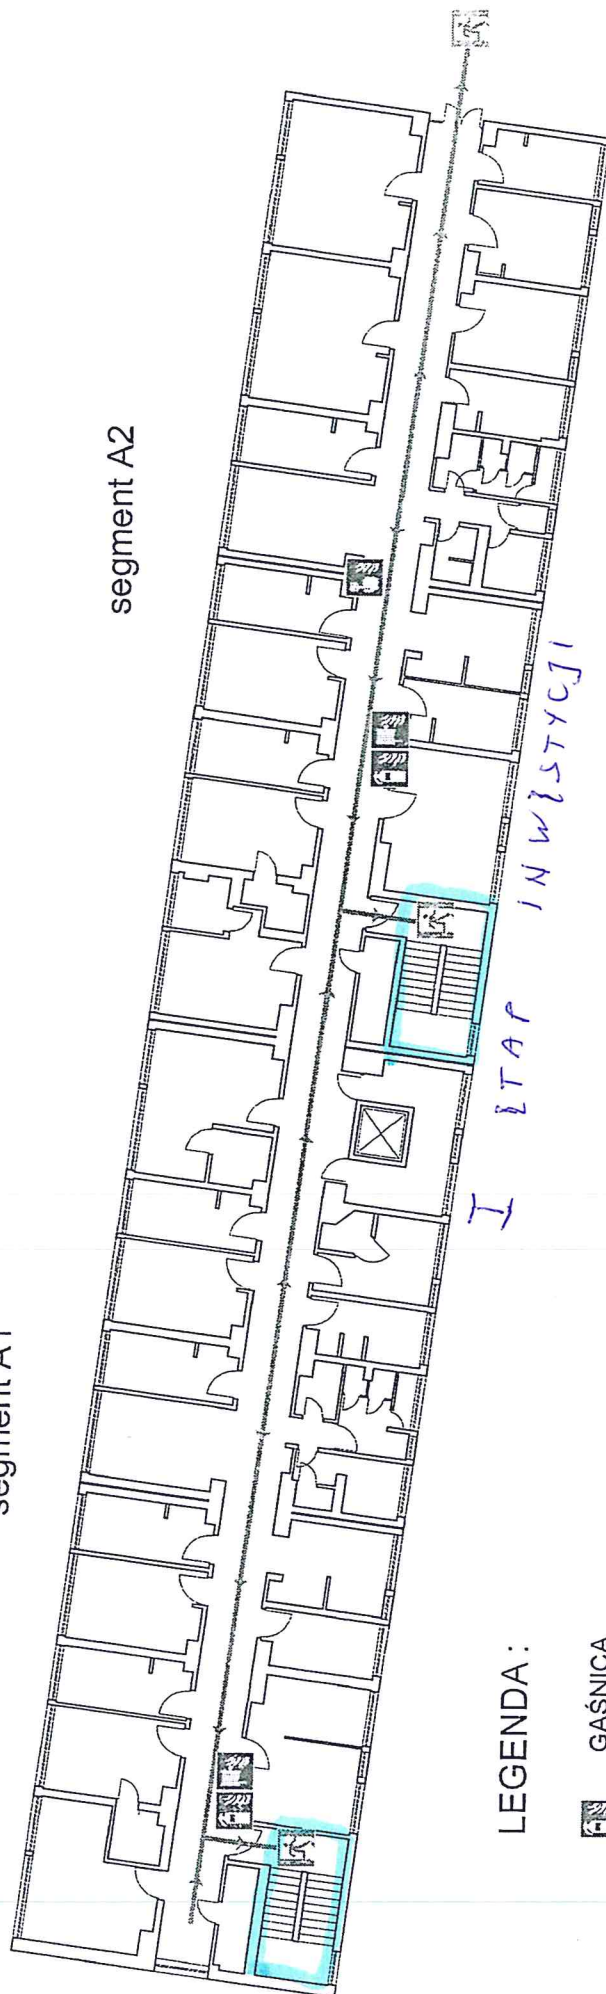 segment A2
segment A1
I ETAP INWESTYCJI
LEGENDA :
GAŚNICA